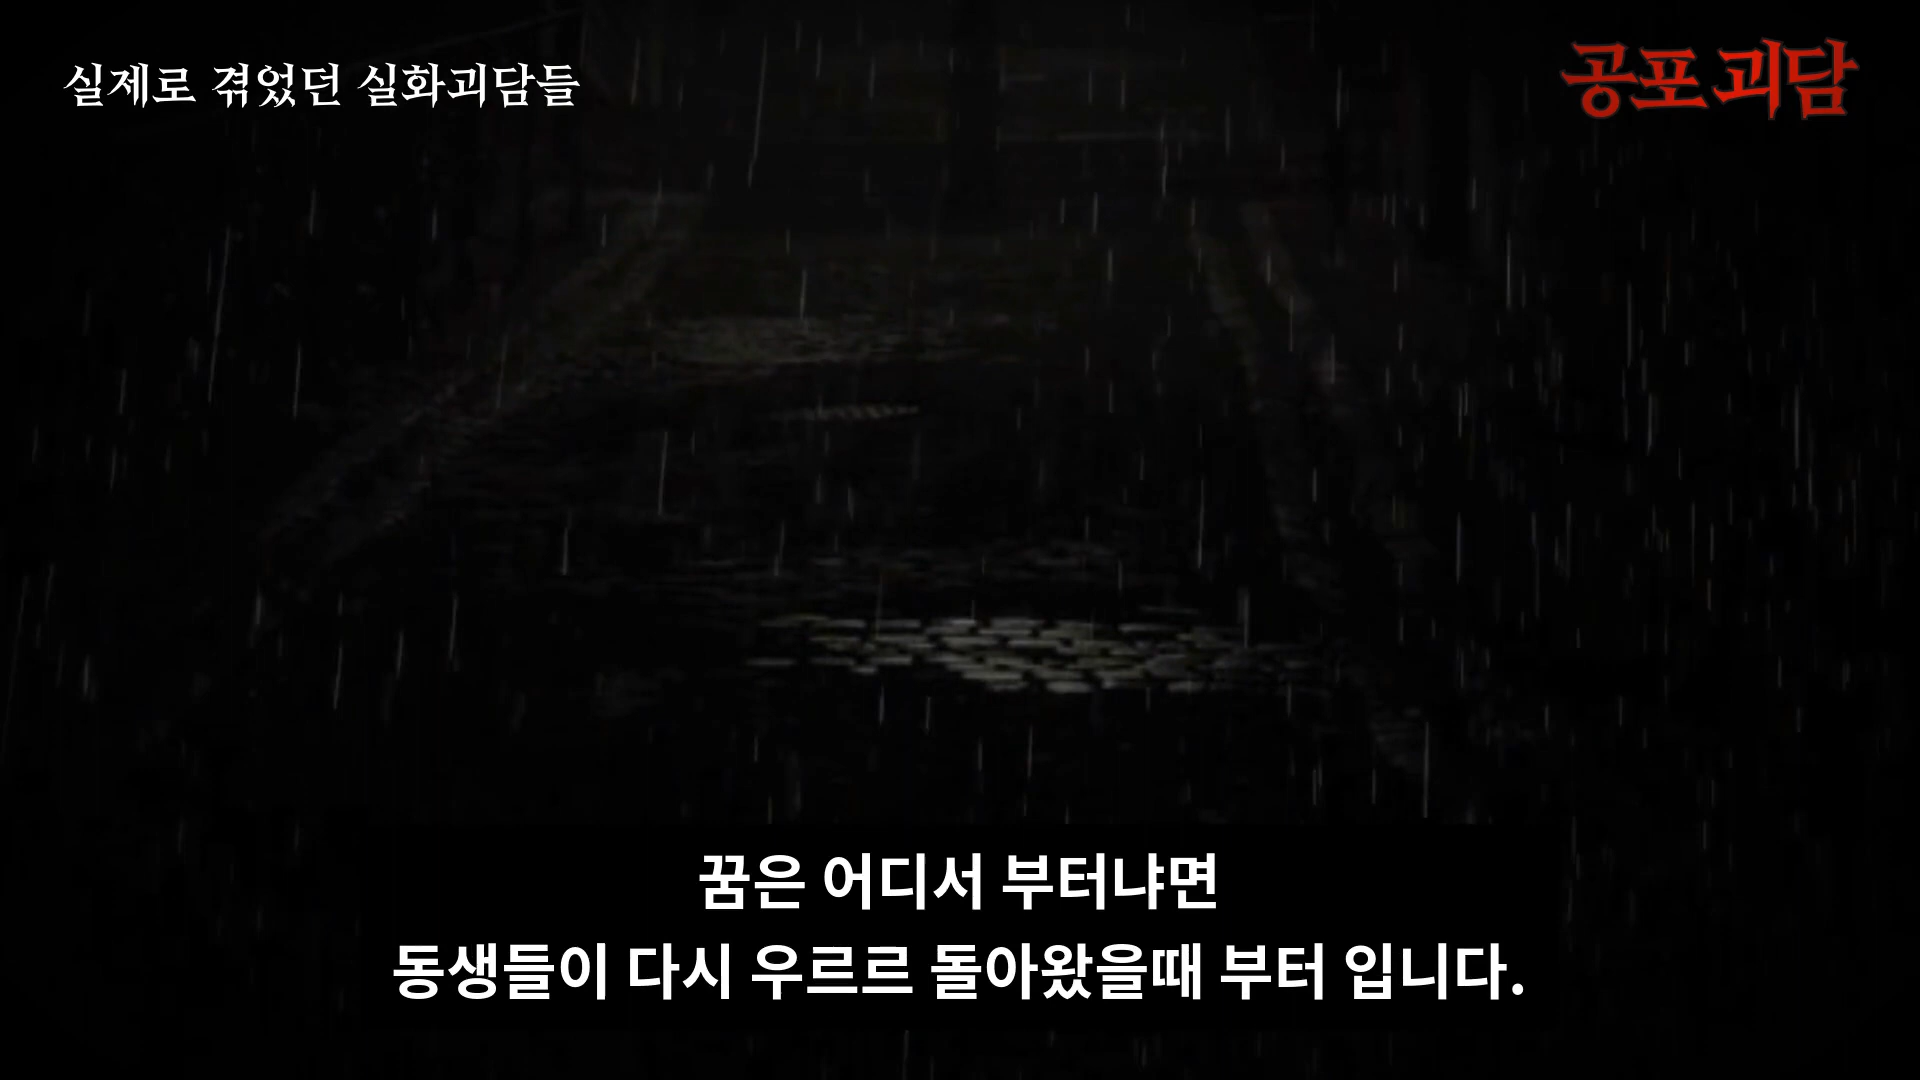 실제로 겪었던 실화괴담들
공포괴담
꿈은 어디서 부터냐면
동생들이 다시 우르르 돌아왔을때 부터 입니다.